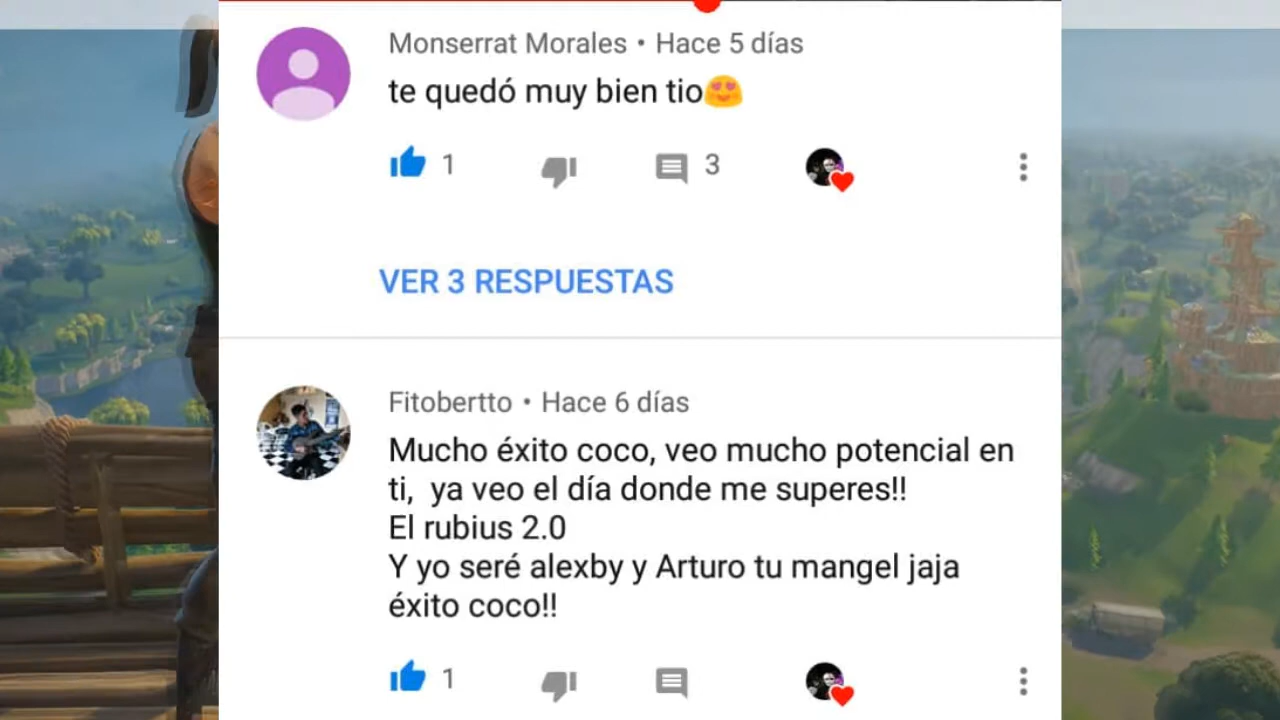 Monserrat Morales • Hace 5 días
te quedó muy bien tio😍
1
3
VER 3 RESPUESTAS
Fitobertto • Hace 6 días
Mucho éxito coco, veo mucho potencial en
ti, ya veo el día donde me superes!!
El rubius 2.0
Y yo seré alexby y Arturo tu mangel jaja
éxito coco!!
1